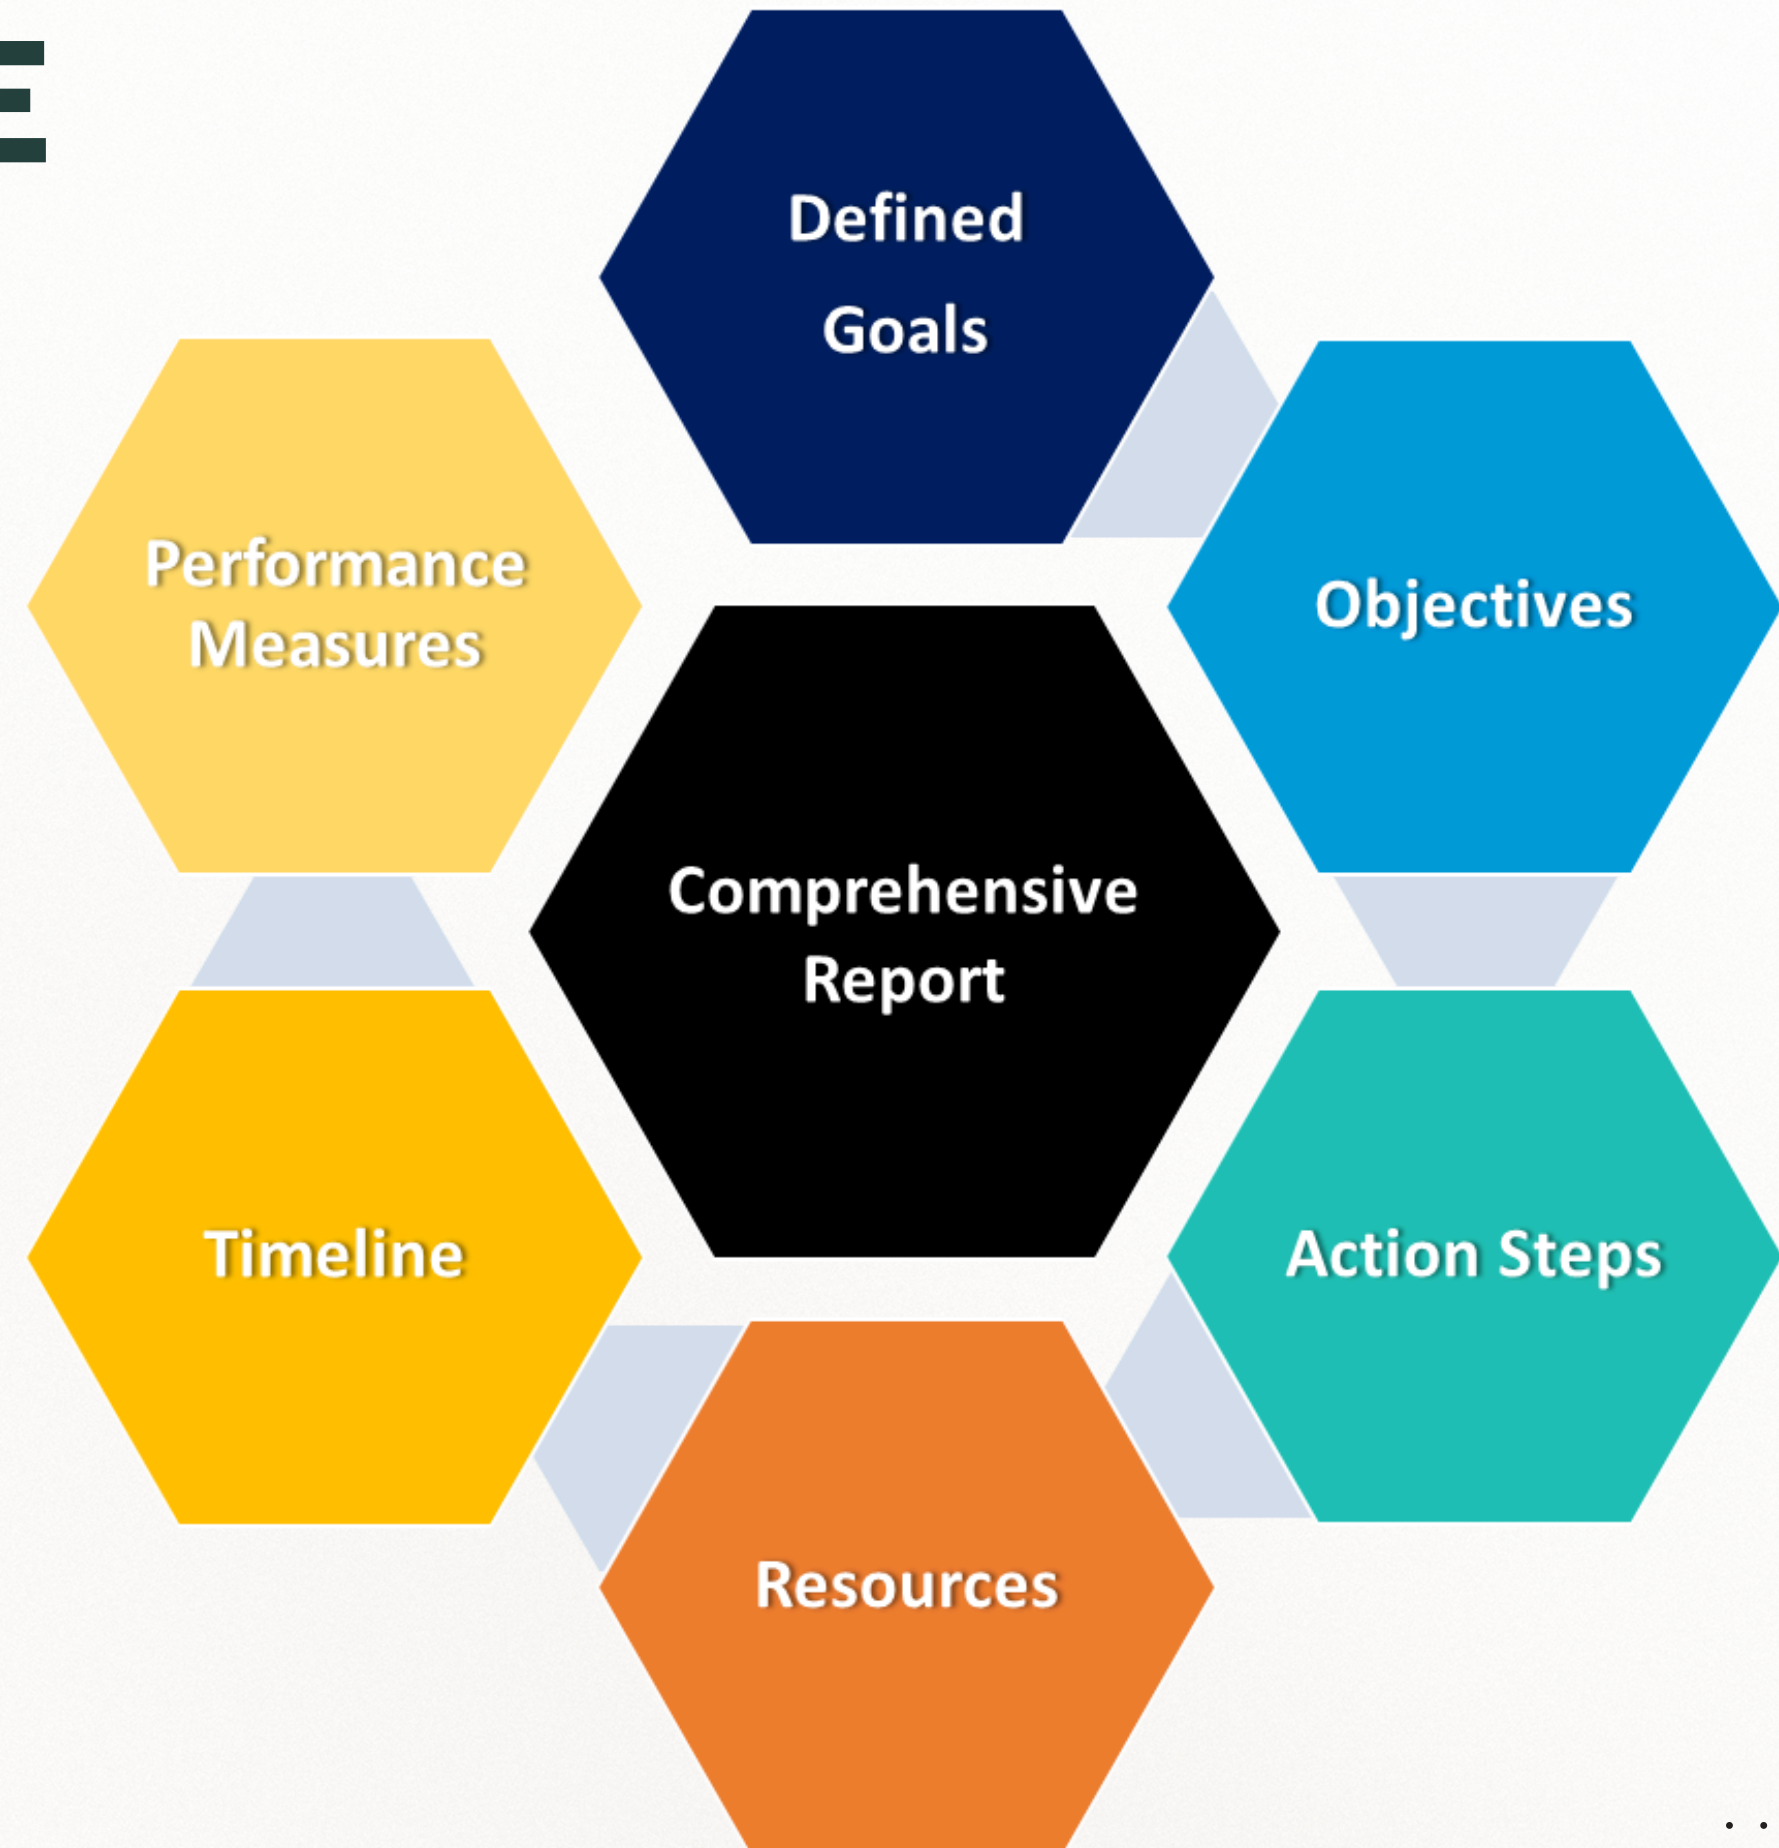 E
Defined
Goals
Performance
Measures
Objectives
Comprehensive
Report
Timeline
Action Steps
Resources